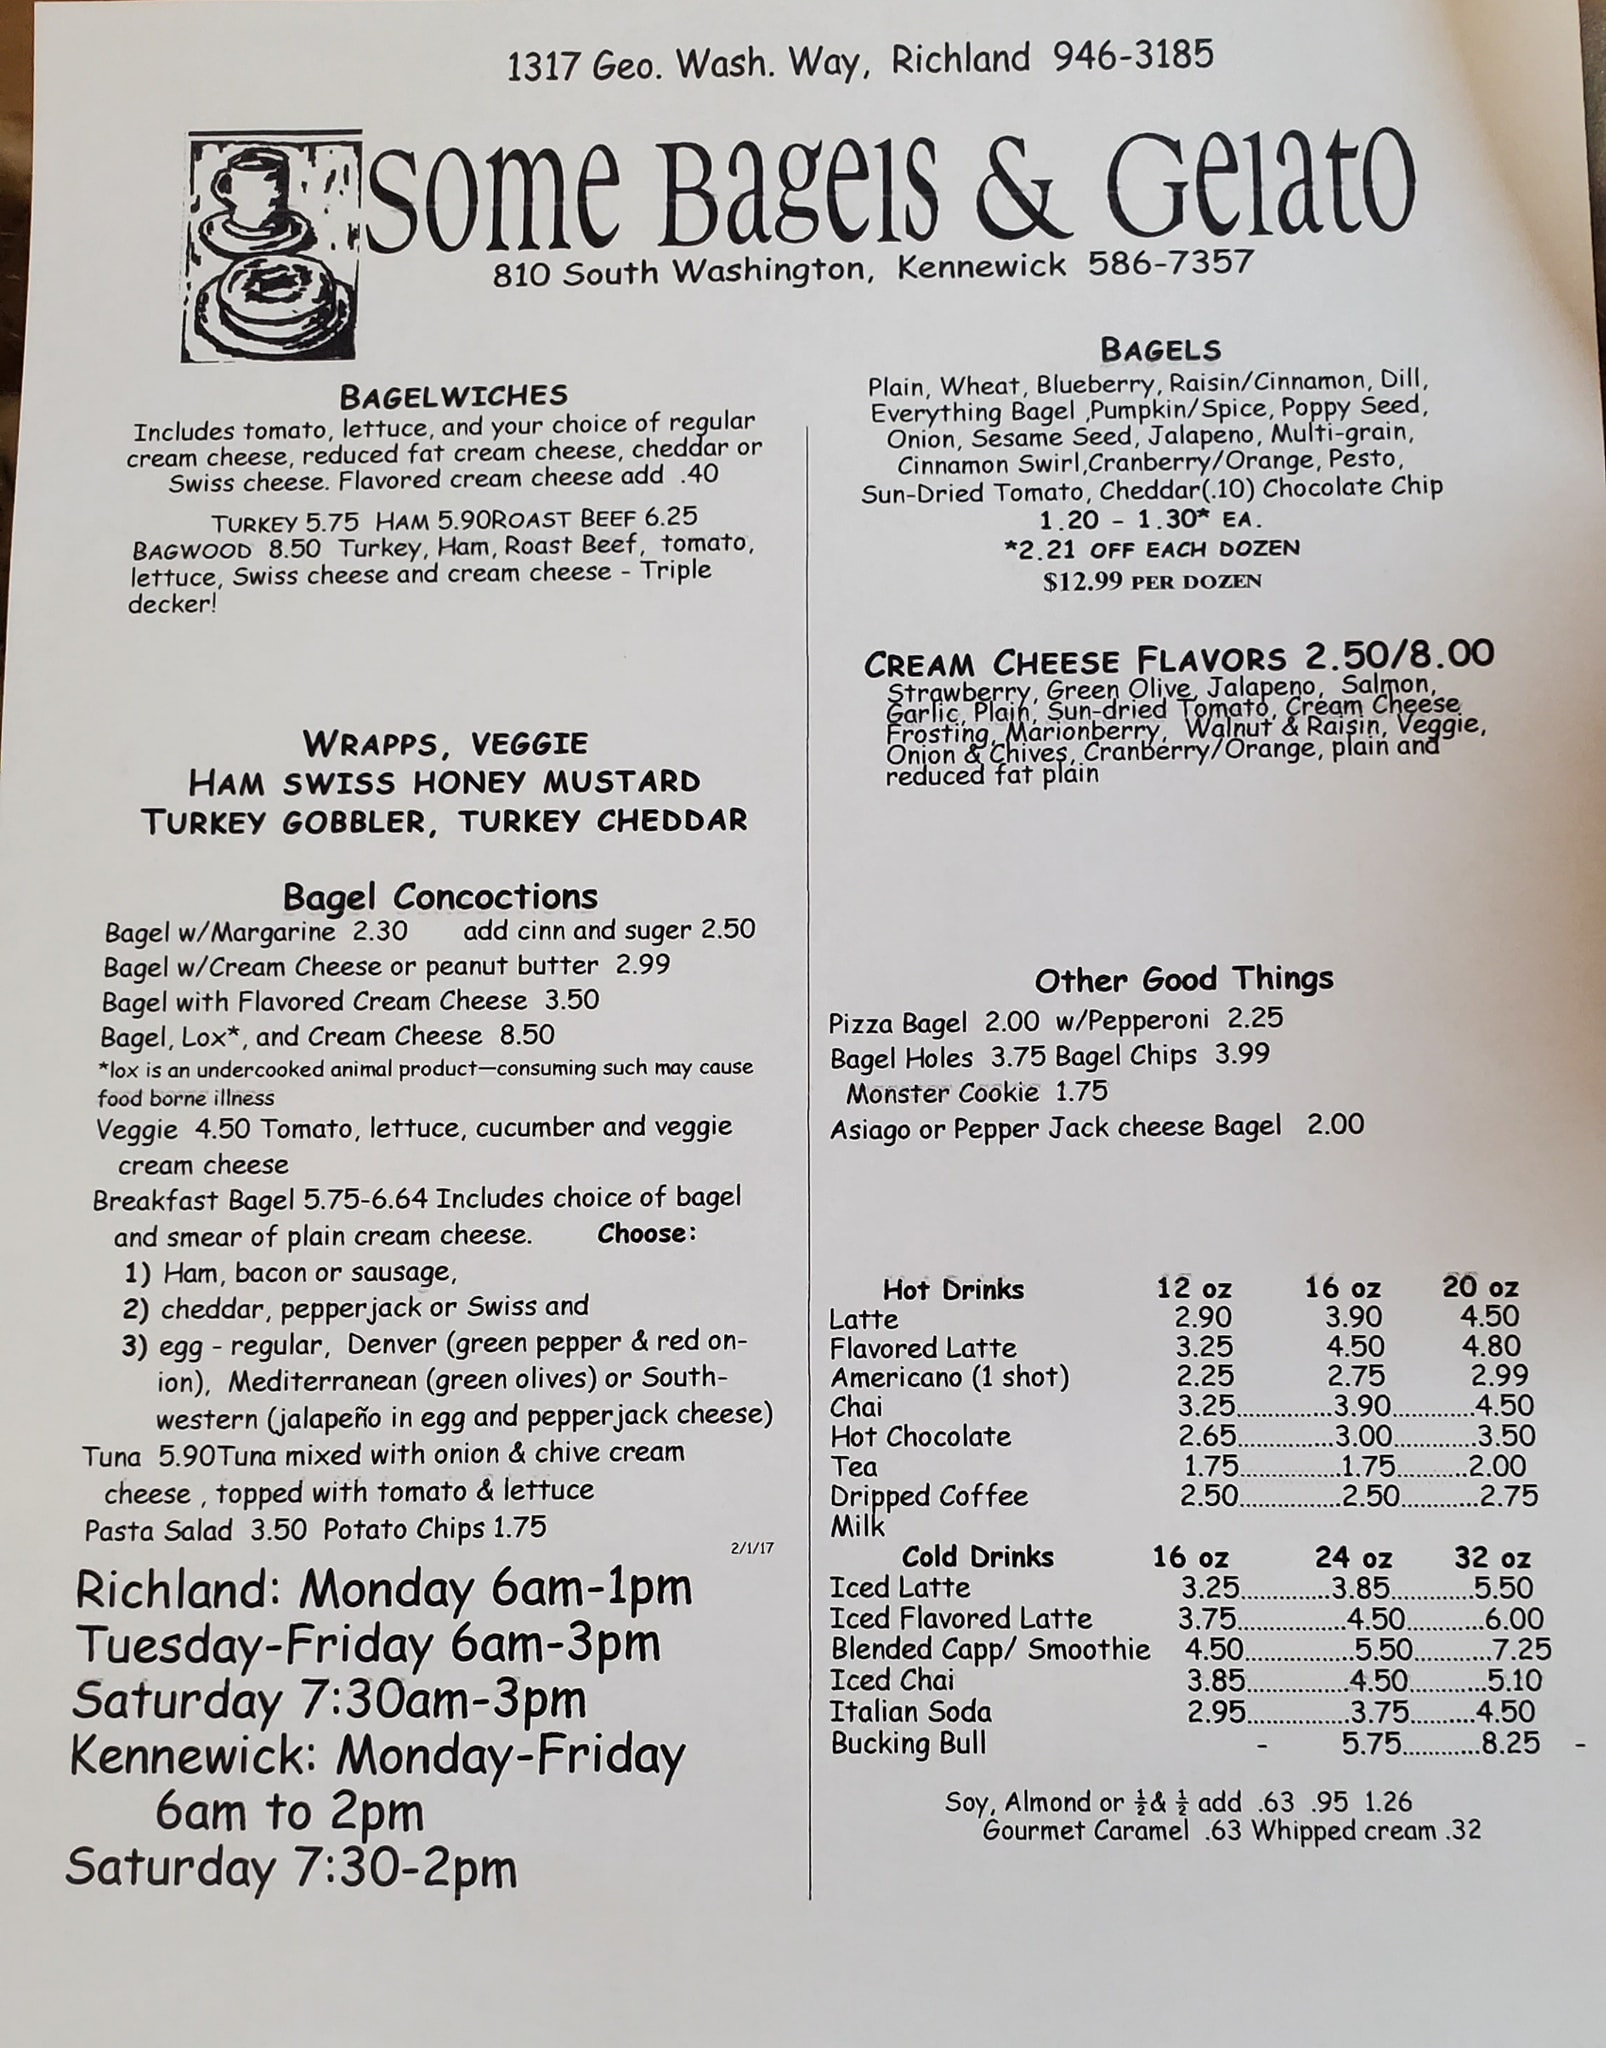 1317 Geo. Wash. Way, Richland 946-3185
Some Bagels & Gelato
810 South Washington, Kennewick 586-7357
BAGELWICHES
Includes tomato, lettuce, and your choice of regular
cream cheese, reduced fat cream cheese, cheddar or
Swiss cheese. Flavored cream cheese add .40
TURKEY 5.75 HAM 5.90ROAST BEEF 6.25
BAGWOOD 8.50 Turkey, Ham, Roast Beef, tomato,
lettuce, Swiss cheese and cream cheese - Triple
decker!
WRAPPS, VEGGIE
HAM SWISS HONEY MUSTARD
TURKEY GOBBLER, TURKEY CHEDDAR
Bagel Concoctions
Bagel w/Margarine 2.30 add cinn and suger 2.50
Bagel w/Cream Cheese or peanut butter 2.99
Bagel with Flavored Cream Cheese 3.50
Bagel, Lox*, and Cream Cheese 8.50
*lox is an undercooked animal product—consuming such may cause
food borne illness
Veggie 4.50 Tomato, lettuce, cucumber and veggie
cream cheese
Breakfast Bagel 5.75-6.64 Includes choice of bagel
and smear of plain cream cheese. Choose:
1) Ham, bacon or sausage,
2) cheddar, pepperjack or Swiss and
3) egg - regular, Denver (green pepper & red on-
ion), Mediterranean (green olives) or South-
western (jalapeño in egg and pepperjack cheese)
Tuna 5.90Tuna mixed with onion & chive cream
cheese , topped with tomato & lettuce
Pasta Salad 3.50 Potato Chips 1.75
2/1/17
Richland: Monday 6am-1pm
Tuesday-Friday 6am-3pm
Saturday 7:30am-3pm
Kennewick: Monday-Friday
6am to 2pm
Saturday 7:30-2pm
BAGELS
Plain, Wheat, Blueberry, Raisin/Cinnamon, Dill,
Everything Bagel ,Pumpkin/Spice, Poppy Seed,
Onion, Sesame Seed, Jalapeno, Multi-grain,
Cinnamon Swirl,Cranberry/Orange, Pesto,
Sun-Dried Tomato, Cheddar(.10) Chocolate Chip
1.20 - 1.30* EA.
*2.21 OFF EACH DOZEN
$12.99 PER DOZEN
CREAM CHEESE FLAVORS 2.50/8.00
Strawberry, Green Olive, Jalapeno, Salmon,
Garlic, Plain, Sun-dried Tomato, Cream Cheese
Frosting, Marionberry, Walnut & Raisin, Veggie,
Onion & Chives, Cranberry/Orange, plain and
reduced fat plain
Other Good Things
Pizza Bagel 2.00 w/Pepperoni 2.25
Bagel Holes 3.75 Bagel Chips 3.99
Monster Cookie 1.75
Asiago or Pepper Jack cheese Bagel 2.00
Hot Drinks 12 oz 16 oz 20 oz
Latte 2.90 3.90 4.50
Flavored Latte 3.25 4.50 4.80
Americano (1 shot) 2.25 2.75 2.99
Chai 3.25..............3.90............4.50
Hot Chocolate 2.65..............3.00............3.50
Tea 1.75...............1.75..........2.00
Dripped Coffee 2.50...............2.50...........2.75
Milk
Cold Drinks 16 oz 24 oz 32 oz
Iced Latte 3.25.............3.85............5.50
Iced Flavored Latte 3.75...............4.50...........6.00
Blended Capp/ Smoothie 4.50................5.50...........7.25
Iced Chai 3.85...............4.50...........5.10
Italian Soda 2.95...............3.75.........4.50
Bucking Bull - 5.75...........8.25 -
Soy, Almond or ½& ½ add .63 .95 1.26
Gourmet Caramel .63 Whipped cream .32